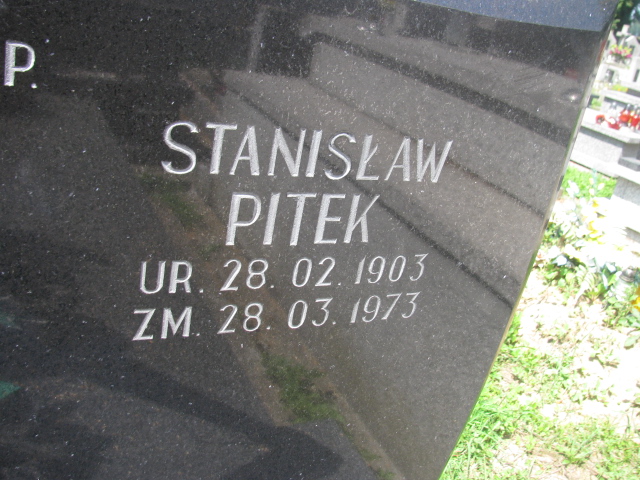 P.
STANISŁAW
PITEK
UR. 28. 02. 1903
ZM. 28. 03. 1973